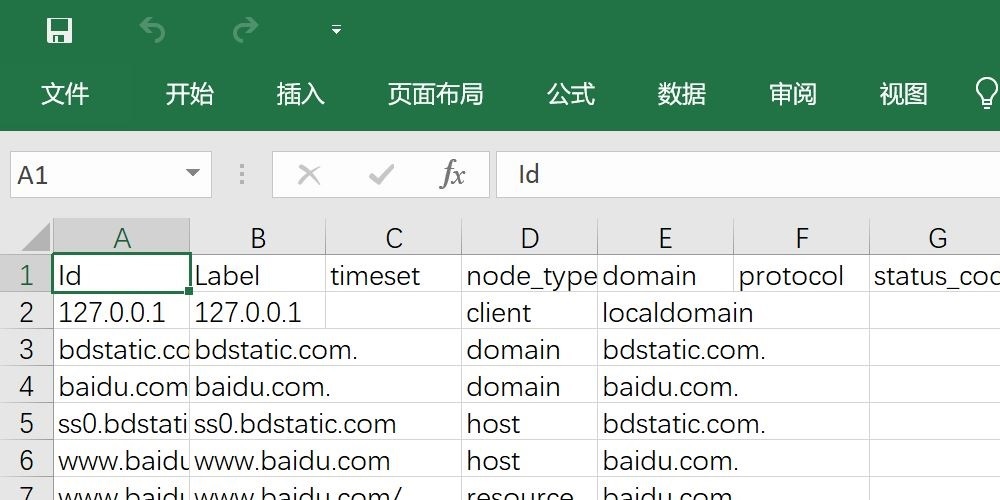 文件 开始 插入 页面布局 公式 数据 审阅 视图
A1 fx Id
A B C D E F G
1 Id Label timeset node_type domain protocol status_cod
2 127.0.0.1 127.0.0.1 client localdomain
3 bdstatic.co bdstatic.com. domain bdstatic.com.
4 baidu.com baidu.com. domain baidu.com.
5 ss0.bdstati ss0.bdstatic.com host bdstatic.com.
6 www.baidu www.baidu.com host baidu.com.
7 www.baidu www.baidu.com/ resource baidu.com